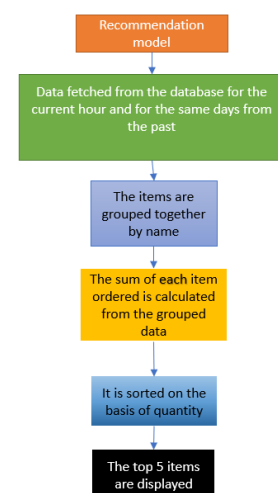 Recommendation
model
Data fetched from the database for the
current hour and for the same days from
the past
The items are
grouped together
by name
The sum of each item
ordered is calculated
from the grouped
data
It is sorted on the
basis of quantity
The top 5 items
are displayed